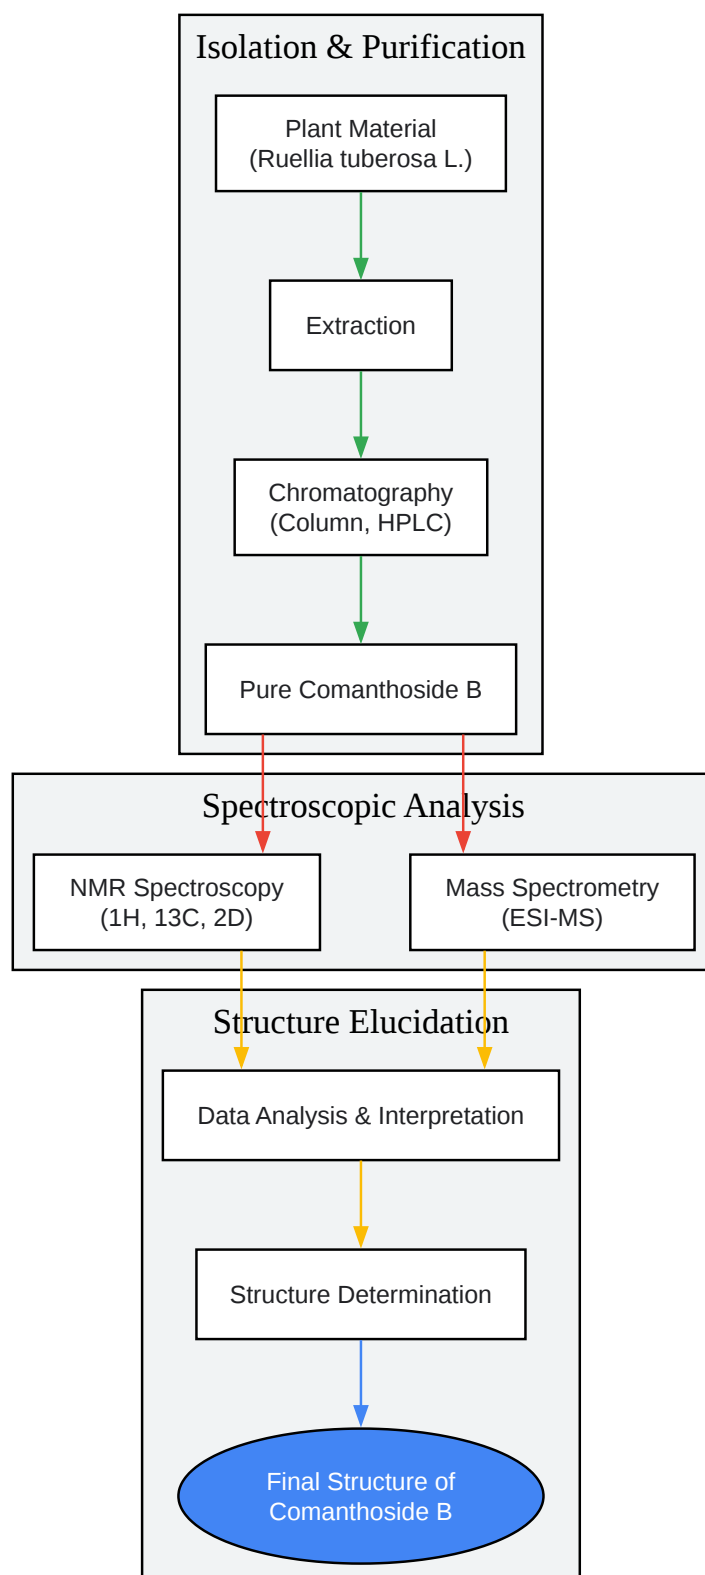 Isolation & Purification
Plant Material
(Ruellia tuberosa L.)
Extraction
Chromatography
(Column, HPLC)
Pure Comanthoside B
Spectroscopic Analysis
NMR Spectroscopy
(1H, 13C, 2D)
Mass Spectrometry
(ESI-MS)
Structure Elucidation
Data Analysis & Interpretation
Structure Determination
Final Structure of
Comanthoside B